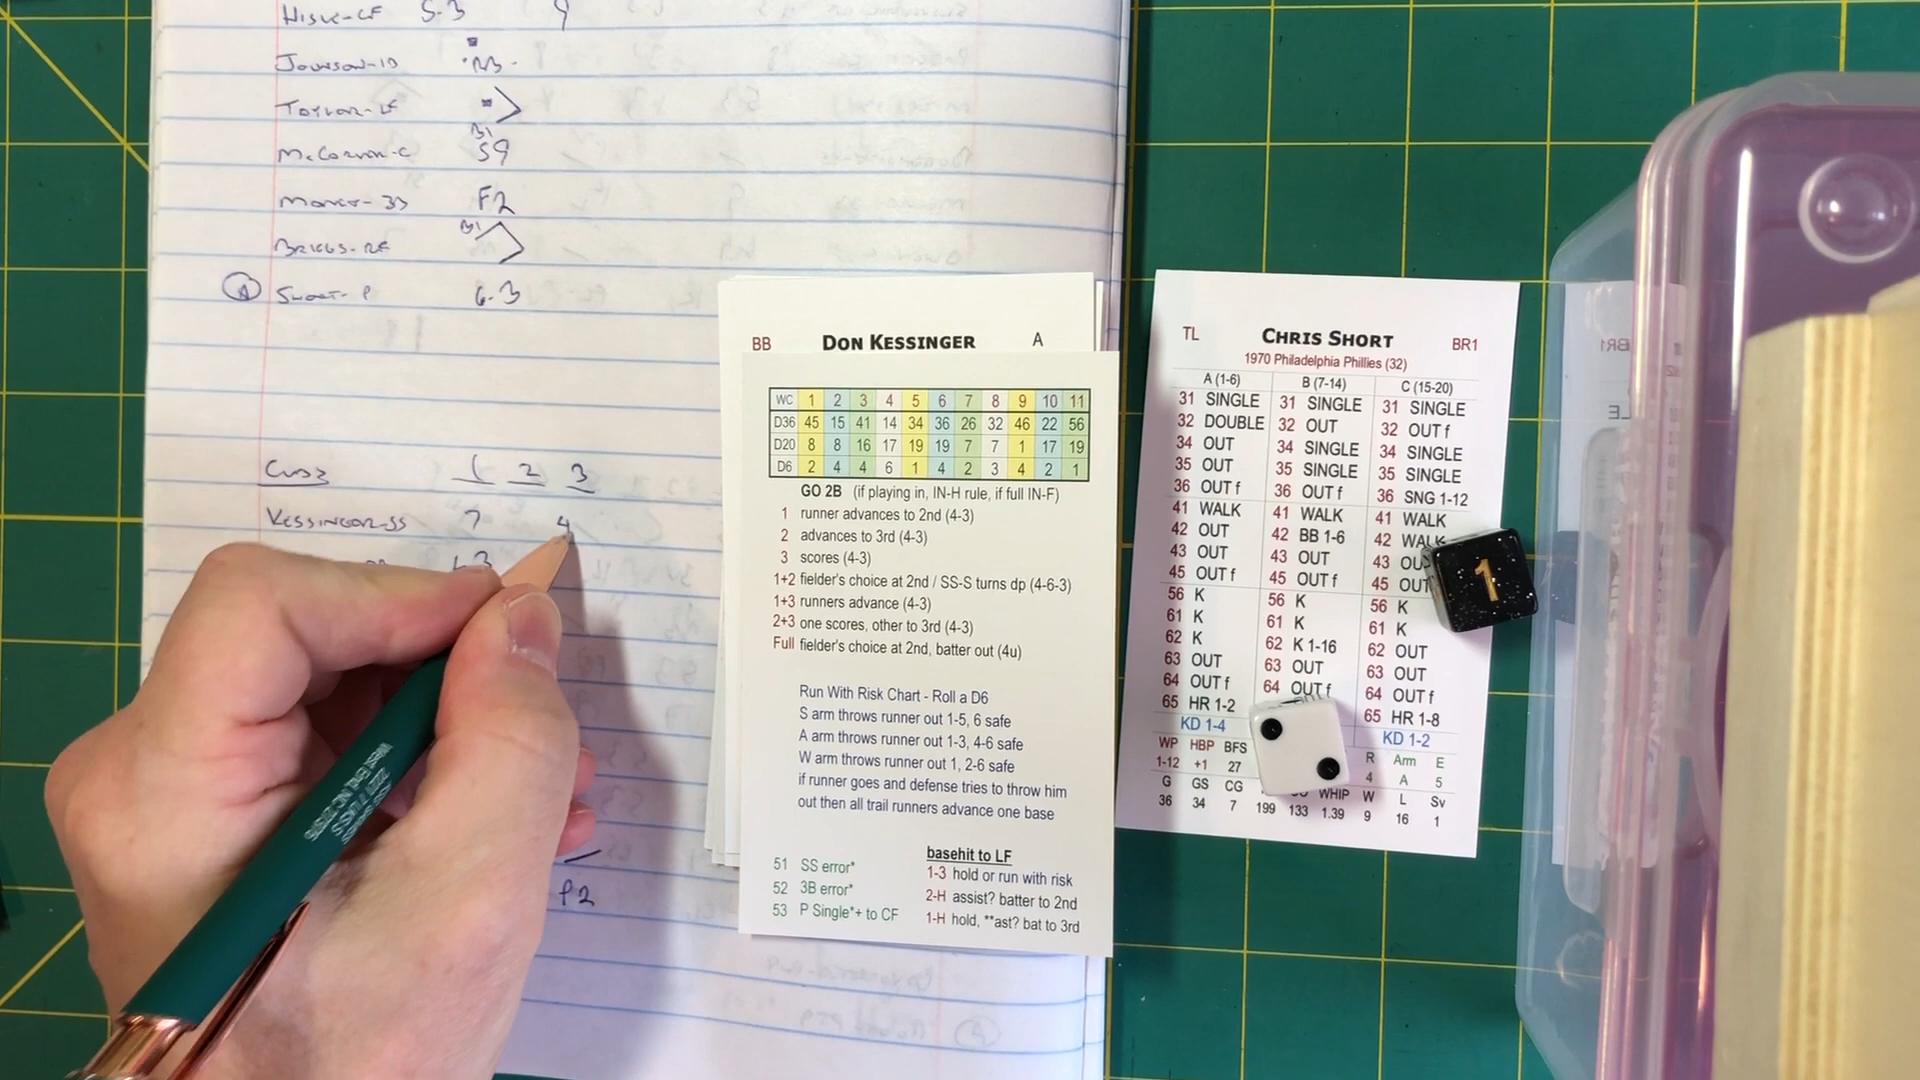 5-3 9
Johnson-1B
Taylor-LF
McCarver-C S9
Money-3B F2
Briggs-RF
A Short-P 6-3
Cubs 1 2 3
Kessinger-SS 7 4
6-3
P2
BB DON KESSINGER A
WC 1 2 3 4 5 6 7 8 9 10 11
D36 45 15 41 14 34 36 26 32 46 22 56
D20 8 8 16 17 19 19 7 7 1 17 19
D6 2 4 4 6 1 4 2 3 4 2 1
GO 2B (if playing in, IN-H rule, if full IN-F)
1 runner advances to 2nd (4-3)
2 advances to 3rd (4-3)
3 scores (4-3)
1+2 fielder's choice at 2nd / SS-S turns dp (4-6-3)
1+3 runners advance (4-3)
2+3 one scores, other to 3rd (4-3)
Full fielder's choice at 2nd, batter out (4u)
Run With Risk Chart - Roll a D6
S arm throws runner out 1-5, 6 safe
A arm throws runner out 1-3, 4-6 safe
W arm throws runner out 1, 2-6 safe
if runner goes and defense tries to throw him
out then all trail runners advance one base
51 SS error*
52 3B error*
53 P Single*+ to CF
basehit to LF
1-3 hold or run with risk
2-H assist? batter to 2nd
1-H hold, **ast? bat to 3rd
TL CHRIS SHORT BR1
1970 Philadelphia Phillies (32)
A (1-6) B (7-14) C (15-20)
31 SINGLE 31 SINGLE 31 SINGLE
32 DOUBLE 32 OUT 32 OUT f
34 OUT 34 SINGLE 34 SINGLE
35 OUT 35 SINGLE 35 SINGLE
36 OUT f 36 OUT f 36 SNG 1-12
41 WALK 41 WALK 41 WALK
42 OUT 42 BB 1-6 42 WALK
43 OUT 43 OUT 43 OU
45 OUT f 45 OUT f 45 OUT
56 K 56 K 56 K
61 K 61 K 61 K
62 K 62 K 1-16 62 OUT
63 OUT 63 OUT 63 OUT
64 OUT f 64 OUT f 64 OUT f
65 HR 1-2 65 HR 1-8
KD 1-4 KD 1-2
WP HBP BFS R Arm E
1-12 +1 27 4 A 5
G GS CG WHIP W L Sv
36 34 7 199 133 1.39 9 16 1
1